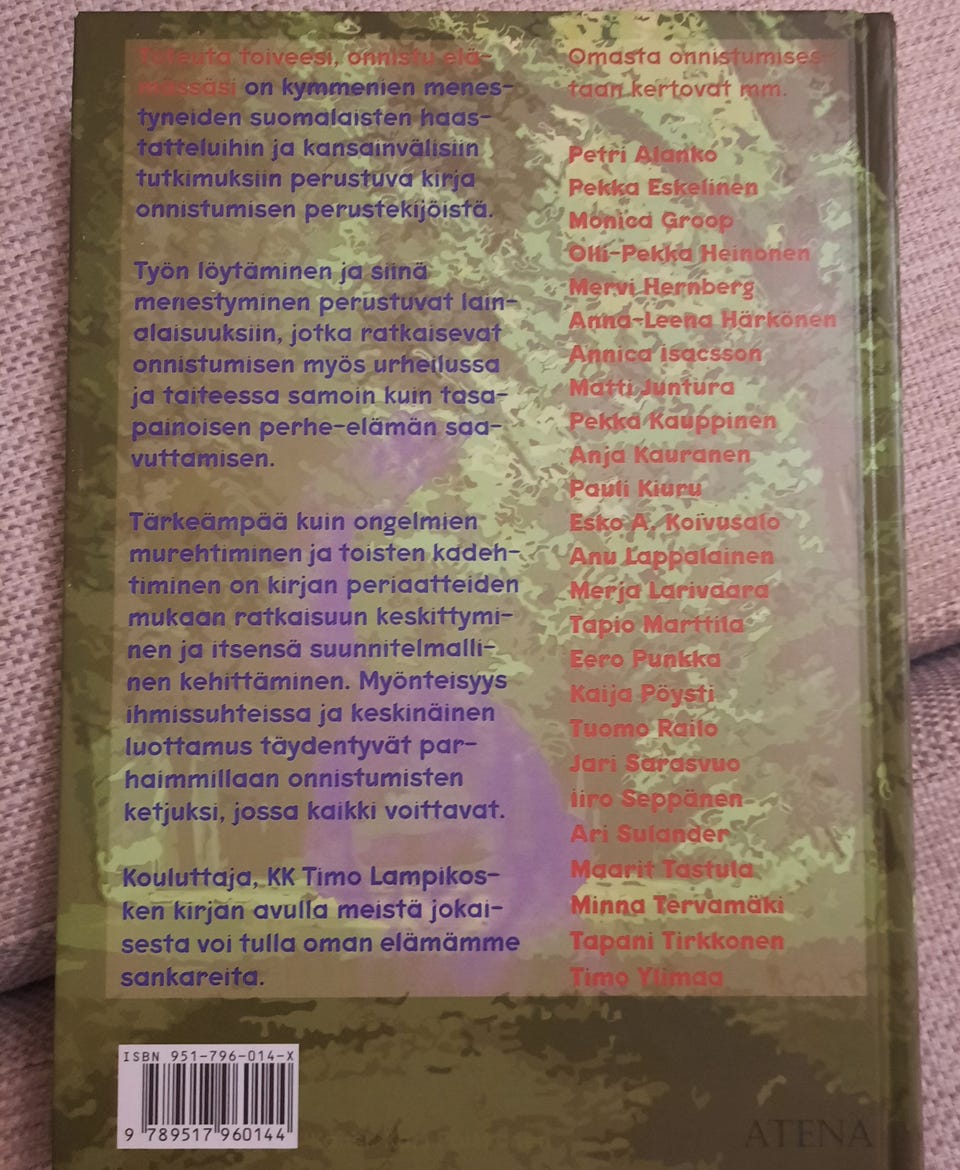 Toteuta toiveesi, onnistu elä-
mässäsi on kymmenien menes-
tyneiden suomalaisten haas-
tatteluihin ja kansainvälisiin
tutkimuksiin perustuva kirja
onnistumisen perustekijöistä.
Työn löytäminen ja siinä
menestyminen perustuvat lain-
alaisuuksiin, jotka ratkaisevat
onnistumisen myös urheilussa
ja taiteessa samoin kuin tasa-
painoisen perhe-elämän saa-
vuttamisen.
Tärkeämpää kuin ongelmien
murehtiminen ja toisten kadeh-
timinen on kirjan periaatteiden
mukaan ratkaisuun keskittymi-
nen ja itsensä suunnitelmalli-
nen kehittäminen. Myönteisyys
ihmissuhteissa ja keskinäinen
luottamus täydentyvät par-
haimmillaan onnistumisten
ketjuksi, jossa kaikki voittavat.
Kouluttaja, KK Timo Lampikos-
ken kirjan avulla meistä jokai-
sesta voi tulla oman elämämme
sankareita.
Omasta onnistumises-
taan kertovat mm.
Petri Alanko
Pekka Eskelinen
Monica Groop
Olli-Pekka Heinonen
Mervi Hernberg
Anna-Leena Härkönen
Annica Isacsson
Matti Juntura
Pekka Kauppinen
Anja Kauranen
Pauli Kiuru
Esko A. Koivusalo
Anu Lappalainen
Merja Larivaara
Tapio Marttila
Eero Punkka
Kaija Pöysti
Tuomo Railo
Jari Sarasvuo
Iiro Seppänen
Ari Sulander
Maarit Tastula
Minna Tervamäki
Tapani Tirkkonen
Timo Ylimaa
ISBN 951-796-014-X
9 789517 960144
ATENA